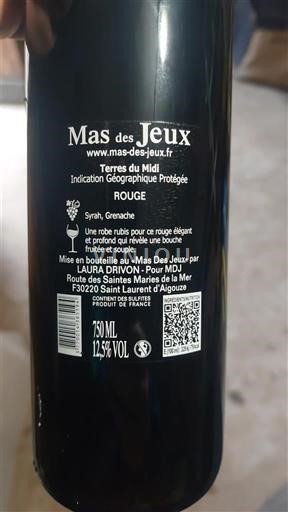 Mas des Jeux
www.mas-des-jeux.fr
Terres du Midi
Indication Géographique Protégée
ROUGE
Syrah, Grenache
Une robe rubis pour ce rouge élégant
et profond qui révèle une bouche
fruitée et souple.
Mise en bouteille au «Mas Des Jeux» par
LAURA DRIVON - Pour MDJ
Route des Saintes Maries de la Mer
F30220 Saint Laurent d'Aigouze
CONTIENT DES SULFITES
PRODUIT DE FRANCE
INGREDIENTS/NUTRITION
750 ML
12,5% VOL